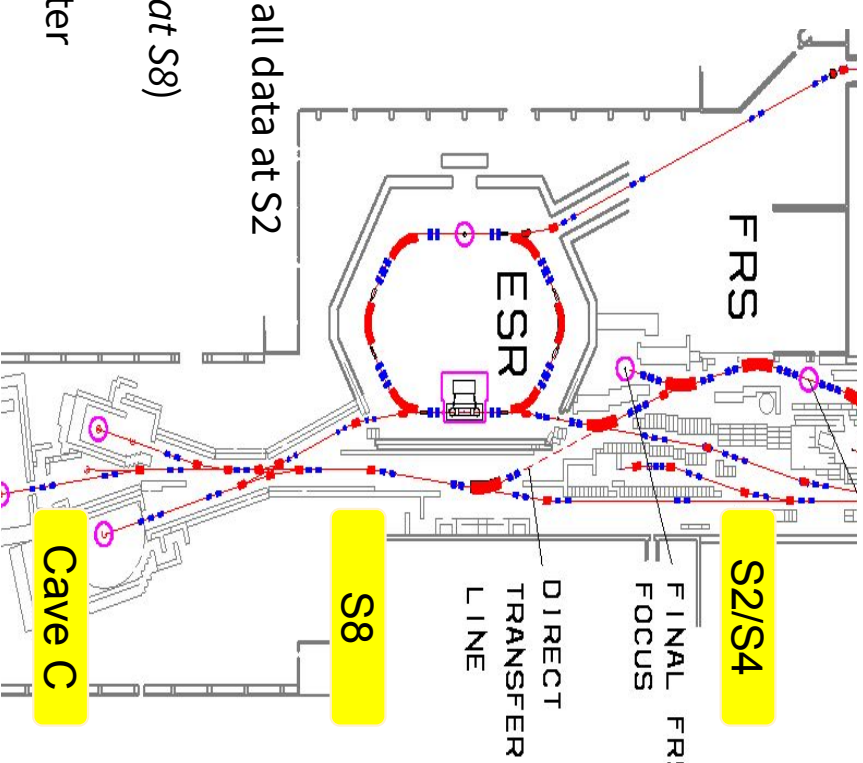 all data at S2
at S8)
ter
FRS
ESR
S2/S4
FINAL FR
FOCUS
DIRECT
TRANSFER
LINE
S8
Cave C